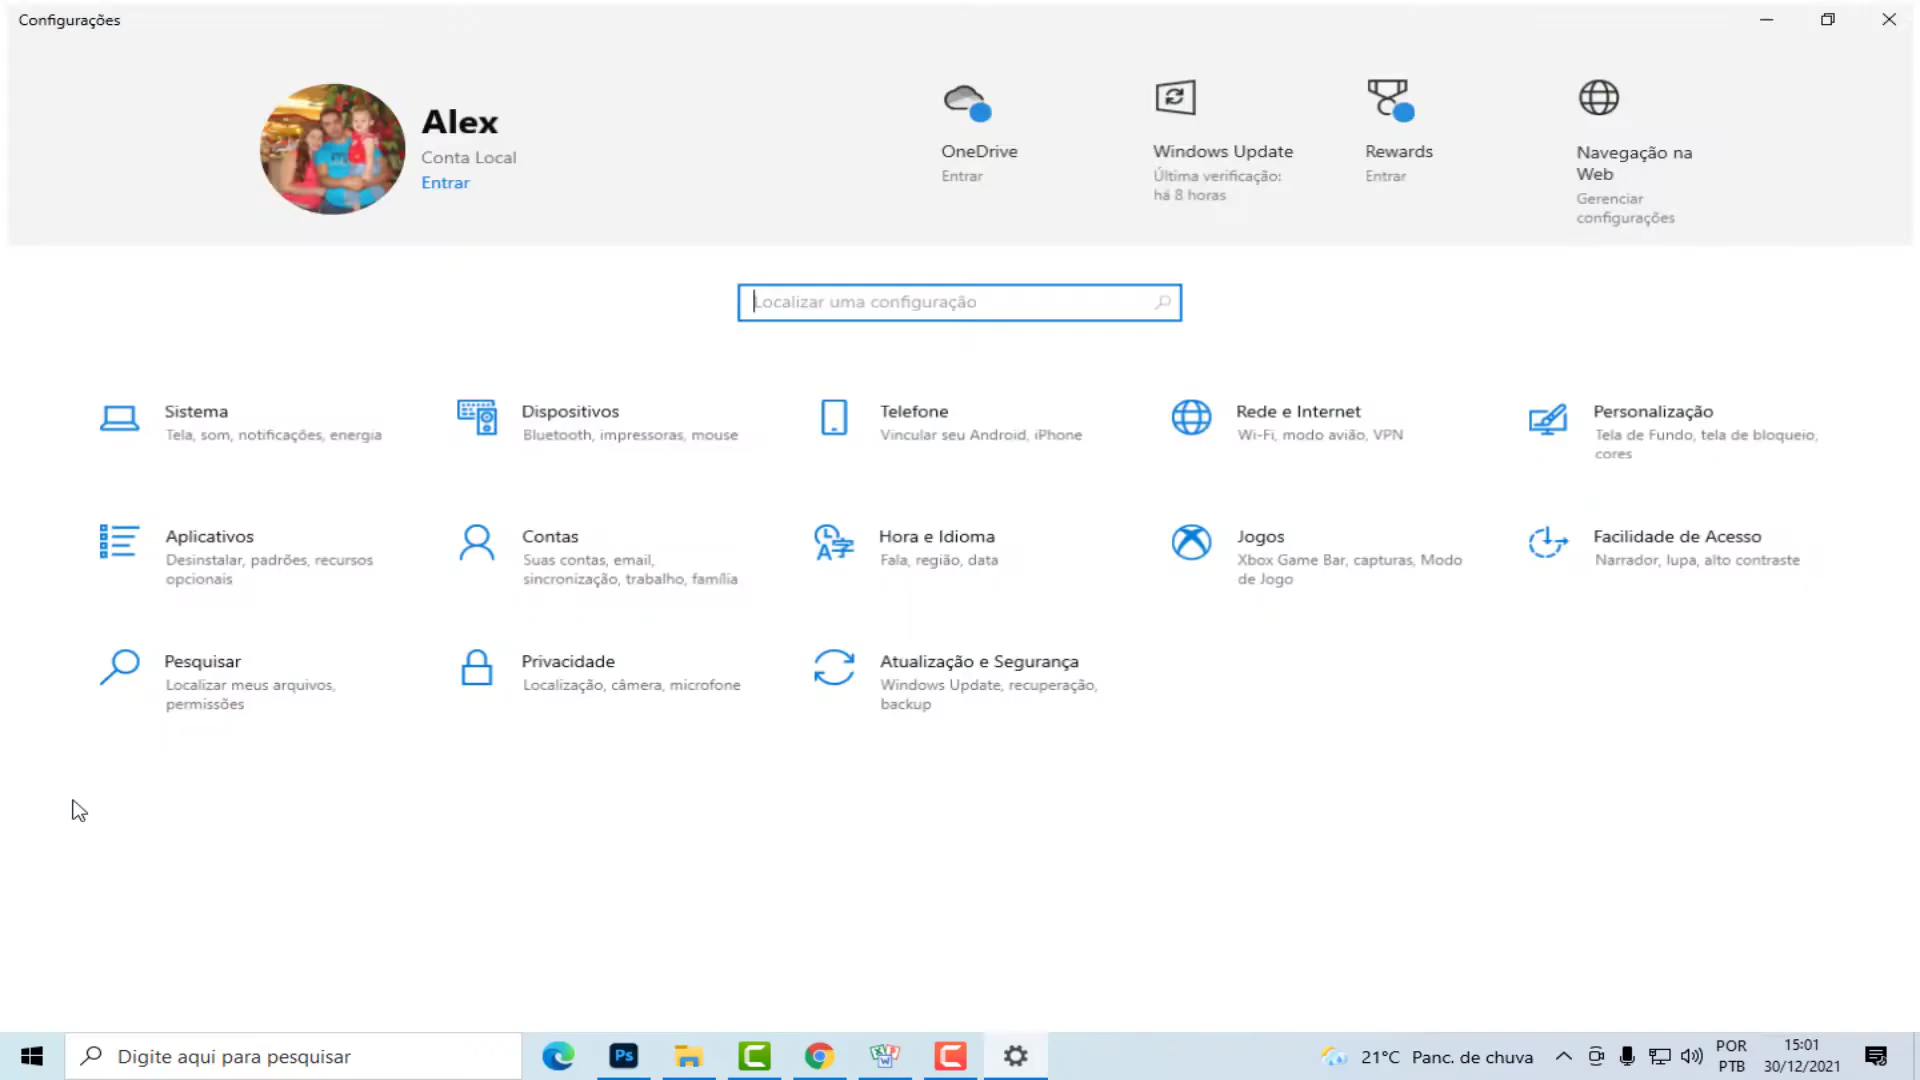 Configurações
Alex
Conta Local
Entrar
OneDrive
Entrar
Windows Update
Última verificação:
há 8 horas
Rewards
Entrar
Navegação na
Web
Gerenciar
configurações
Localizar uma configuração
Sistema
Tela, som, notificações, energia
Dispositivos
Bluetooth, impressoras, mouse
Telefone
Vincular seu Android, iPhone
Rede e Internet
Wi-Fi, modo avião, VPN
Personalização
Tela de Fundo, tela de bloqueio,
cores
Aplicativos
Desinstalar, padrões, recursos
opcionais
Contas
Suas contas, email,
sincronização, trabalho, família
Hora e Idioma
Fala, região, data
Jogos
Xbox Game Bar, capturas, Modo
de Jogo
Facilidade de Acesso
Narrador, lupa, alto contraste
Pesquisar
Localizar meus arquivos,
permissões
Privacidade
Localização, câmera, microfone
Atualização e Segurança
Windows Update, recuperação,
backup
Digite aqui para pesquisar
Ps
21°C Panc. de chuva
POR
PTB
15:01
30/12/2021